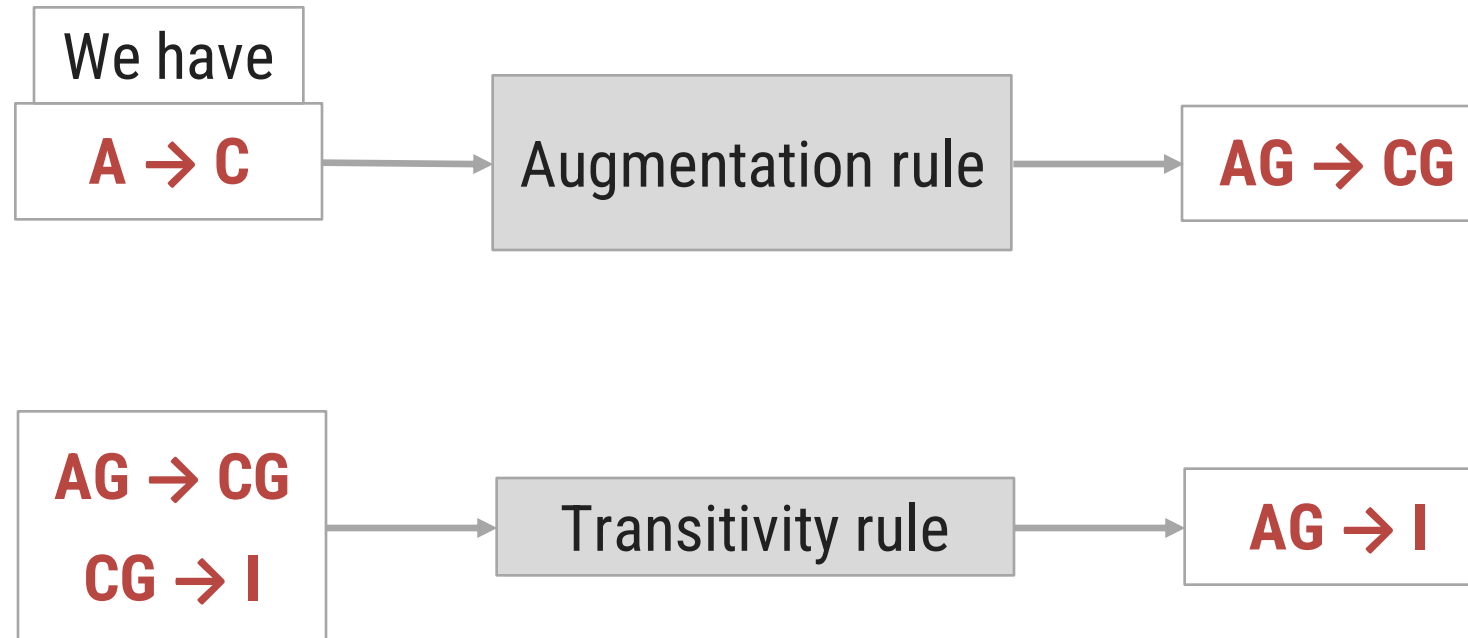 We have
A → C
Augmentation rule
AG → CG
AG → CG
CG → I
Transitivity rule
AG → I